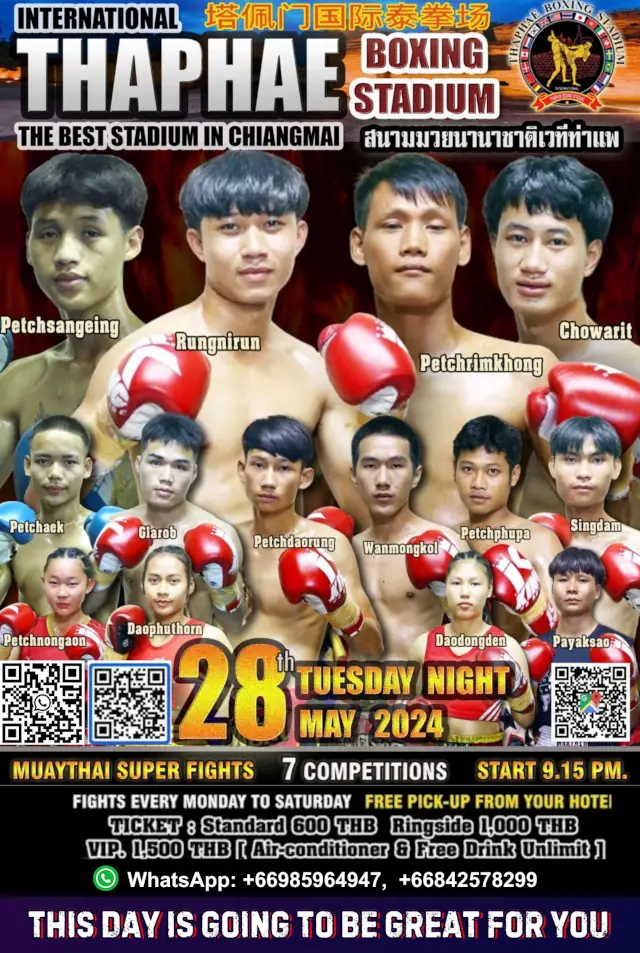 INTERNATIONAL
塔佩门国际泰拳场
THAPHAE
BOXING
STADIUM
THAPHAE BOXING STADIUM
THE BEST STADIUM IN CHIANGMAI
สนามมวยนานาชาติเวทีท่าแพ
Petchsangeing
Rungnirun
Petchrimkhong
Chowarit
Petchaek
Glarob
Petchdaorung
Wanmongkol
Petchphupa
Singdam
Petchnongaon
Daophuthorn
Daodongden
Payaksao
28th
TUESDAY NIGHT
MAY 2024
MUAYTHAI SUPER FIGHTS 7 COMPETITIONS START 9.15 PM.
FIGHTS EVERY MONDAY TO SATURDAY FREE PICK-UP FROM YOUR HOTEL
TICKET : Standard 600 THB Ringside 1,000 THB
VIP. 1,500 THB [ Air-conditioner & Free Drink Unlimit ]
WhatsApp: +66985964947, +66842578299
THIS DAY IS GOING TO BE GREAT FOR YOU